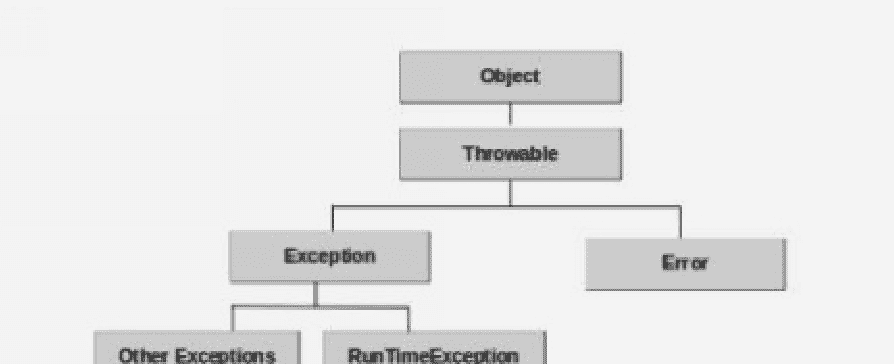 Object
Throwable
Exception
Error
Other Exceptions
RunTimeException